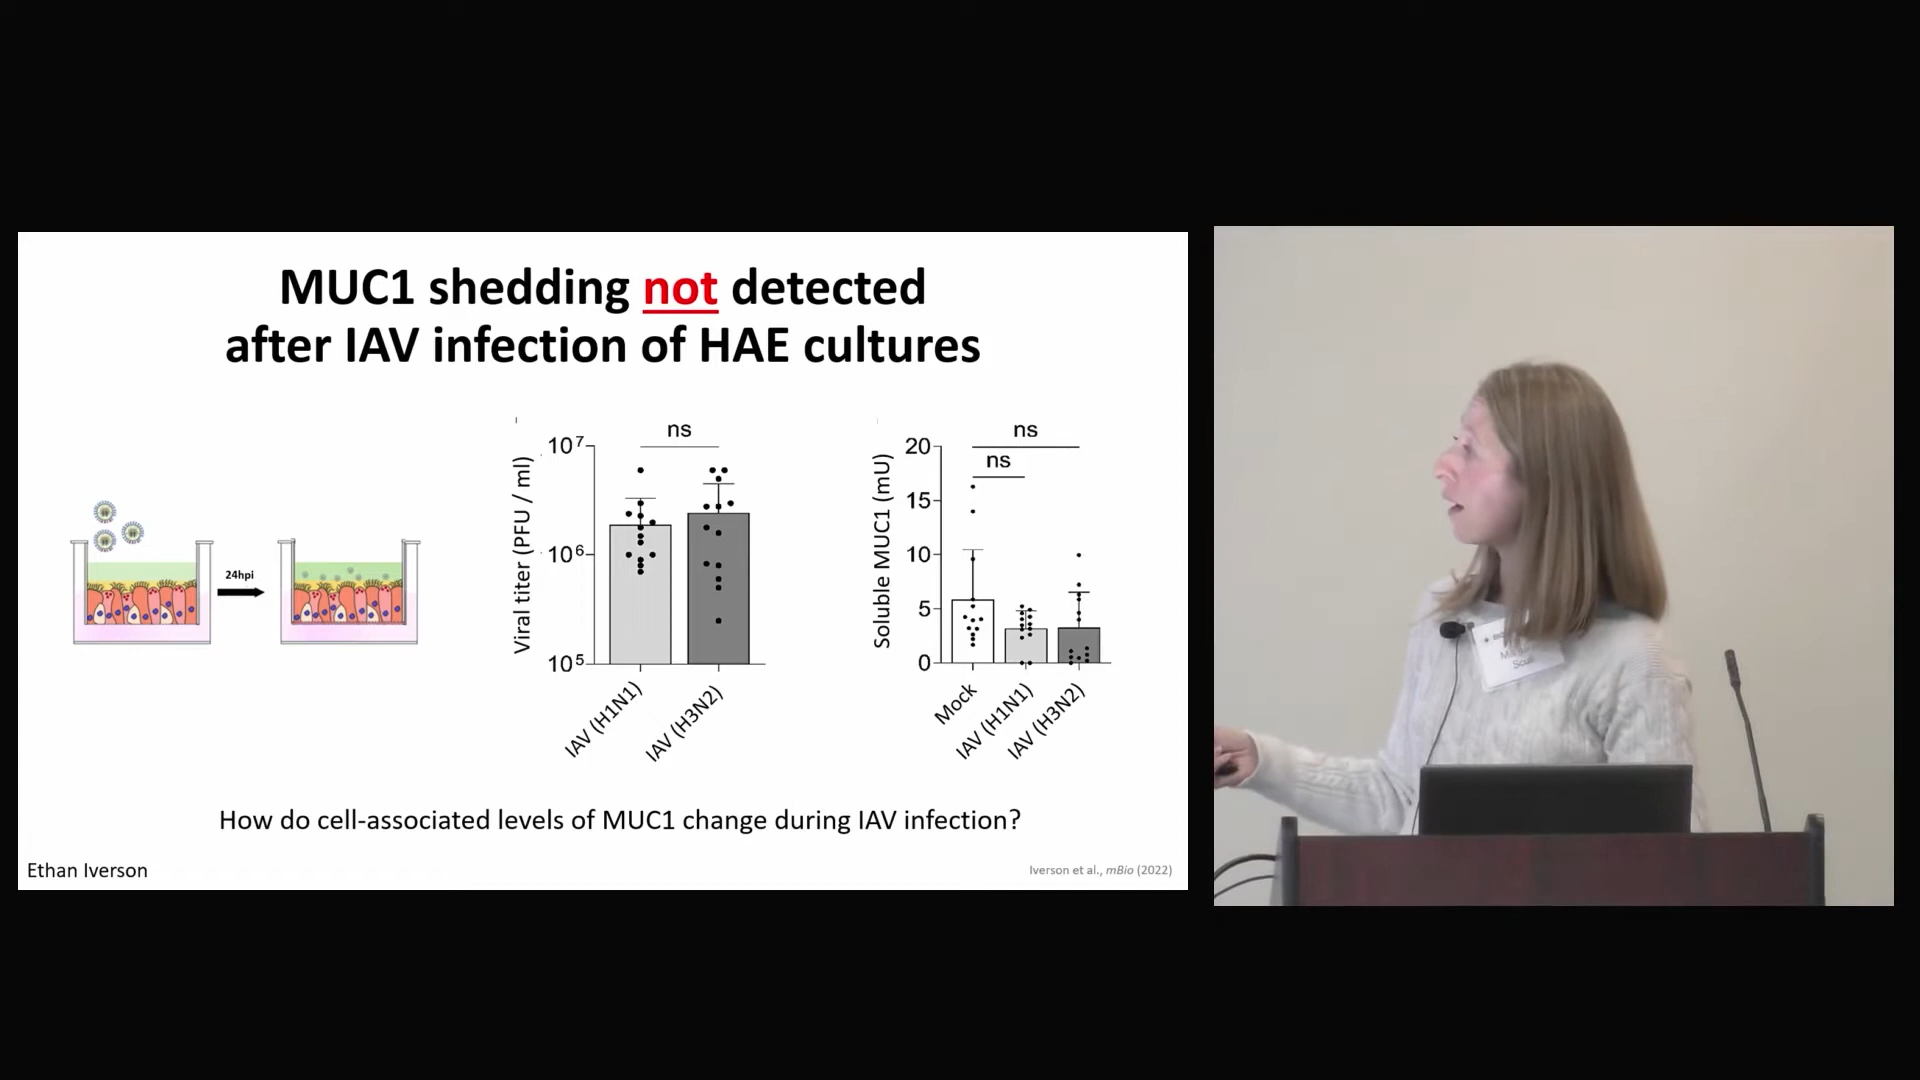 MUC1 shedding not detected
after IAV infection of HAE cultures
24hpi
Viral titer (PFU / ml)
10⁷
10⁶
10⁵
ns
IAV (H1N1)
IAV (H3N2)
Soluble MUC1 (mU)
20
15
10
5
0
ns
ns
Mock
IAV (H1N1)
IAV (H3N2)
How do cell-associated levels of MUC1 change during IAV infection?
Ethan Iverson
Iverson et al., mBio (2022)